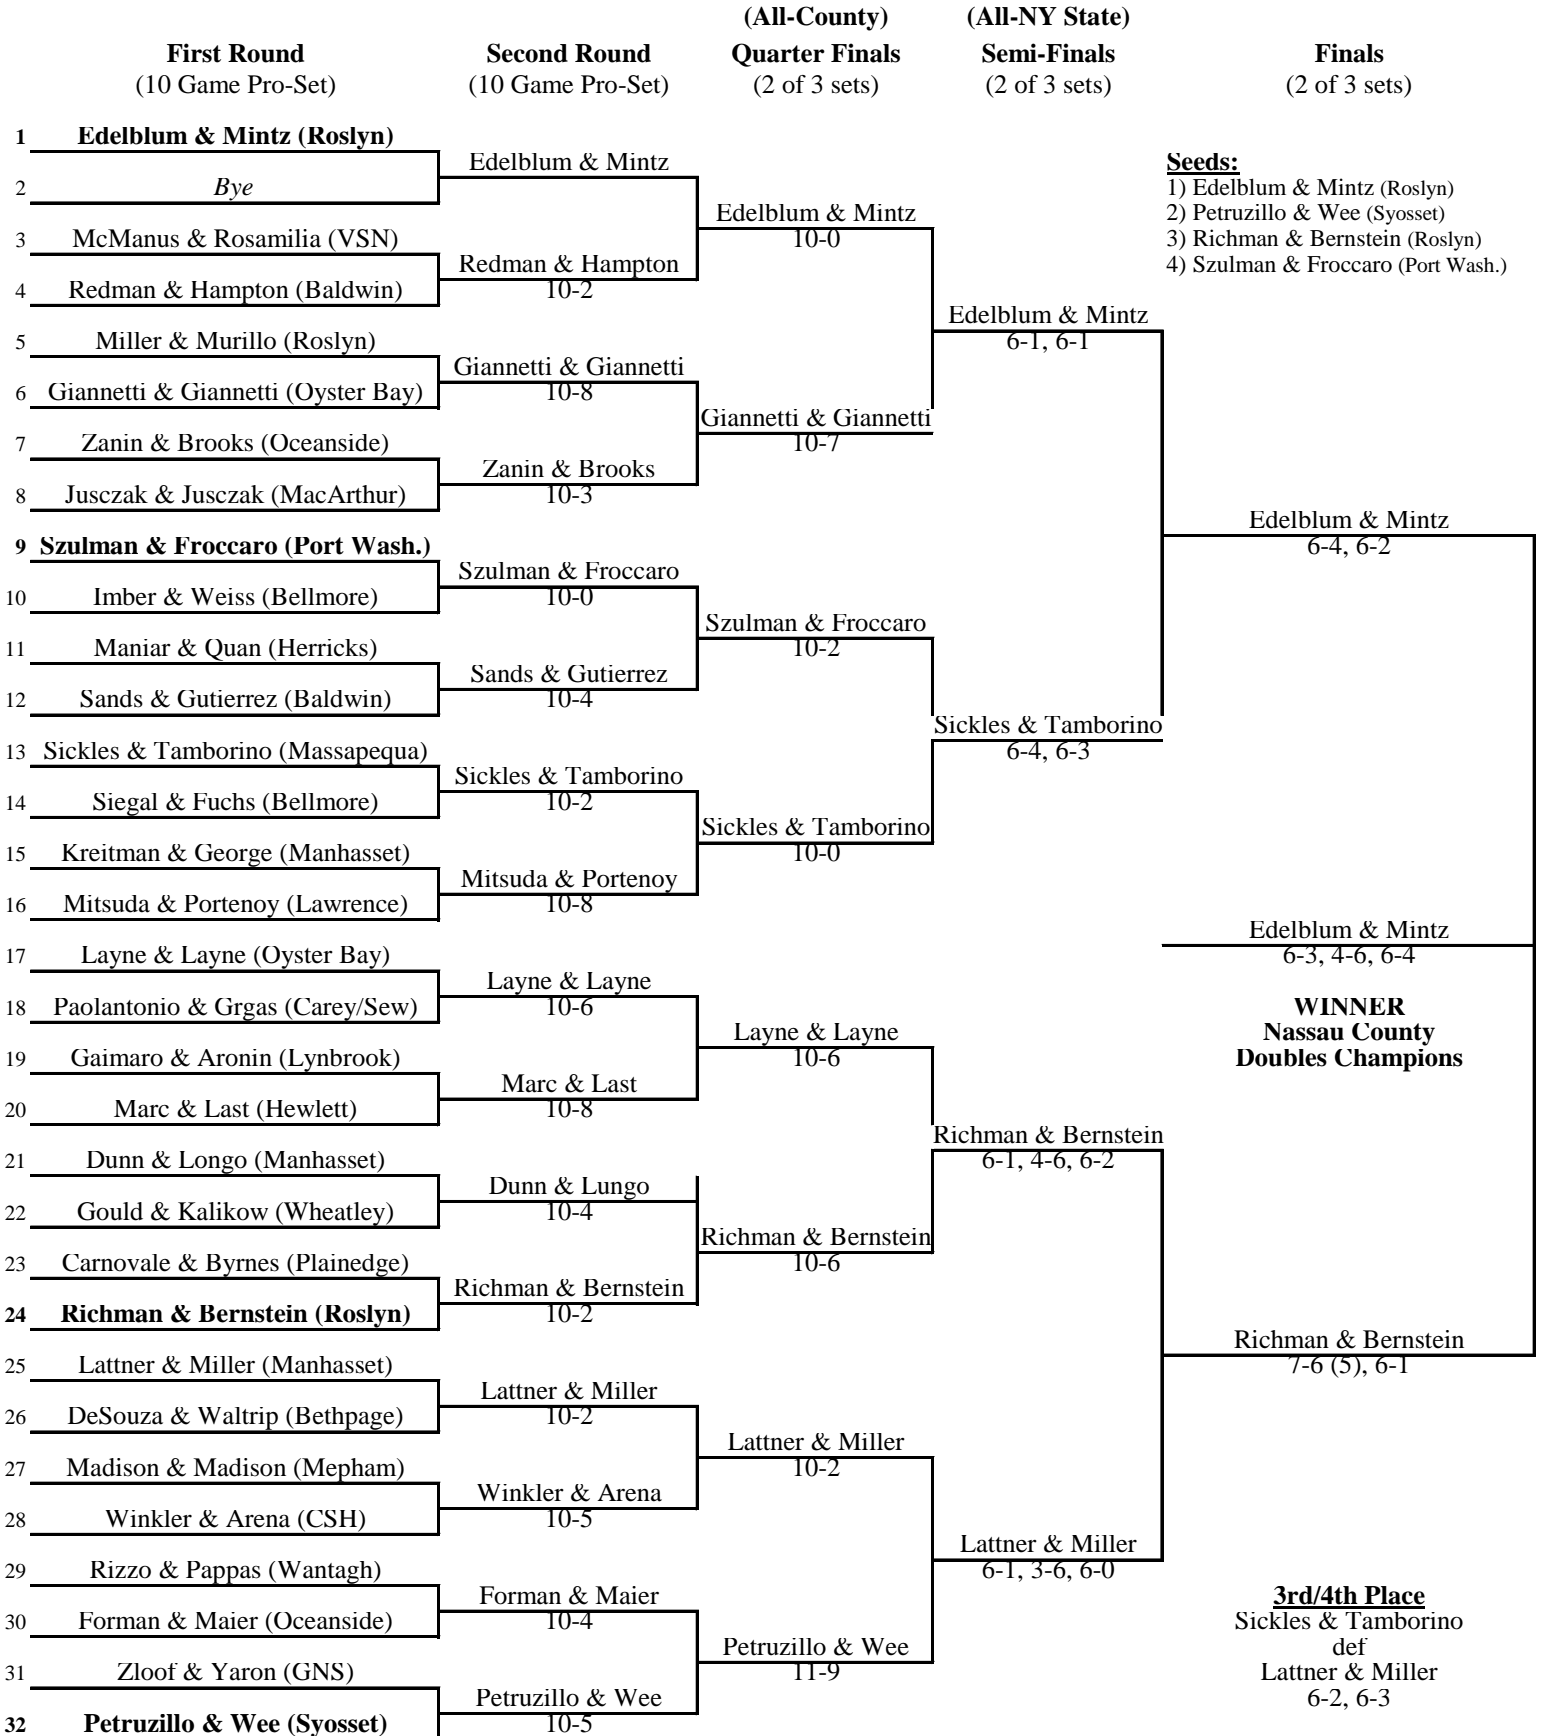 (All-County) (All-NY State)
First Round Second Round Quarter Finals Semi-Finals Finals
(10 Game Pro-Set) (10 Game Pro-Set) (2 of 3 sets) (2 of 3 sets) (2 of 3 sets)
1 Edelblum & Mintz (Roslyn)
Edelblum & Mintz
Seeds:
2 Bye
1) Edelblum & Mintz (Roslyn)
Edelblum & Mintz
2) Petruzillo & Wee (Syosset)
3 McManus & Rosamilia (VSN)
10-0
3) Richman & Bernstein (Roslyn)
Redman & Hampton
4) Szulman & Froccaro (Port Wash.)
4 Redman & Hampton (Baldwin)
10-2
Edelblum & Mintz
5 Miller & Murillo (Roslyn)
6-1, 6-1
Giannetti & Giannetti
6 Giannetti & Giannetti (Oyster Bay)
10-8
Giannetti & Giannetti
7 Zanin & Brooks (Oceanside)
10-7
Zanin & Brooks
8 Jusczak & Jusczak (MacArthur)
10-3
Edelblum & Mintz
9 Szulman & Froccaro (Port Wash.)
6-4, 6-2
Szulman & Froccaro
10 Imber & Weiss (Bellmore)
10-0
Szulman & Froccaro
11 Maniar & Quan (Herricks)
10-2
Sands & Gutierrez
12 Sands & Gutierrez (Baldwin)
10-4
Sickles & Tamborino
13 Sickles & Tamborino (Massapequa)
6-4, 6-3
Sickles & Tamborino
14 Siegal & Fuchs (Bellmore)
10-2
Sickles & Tamborino
15 Kreitman & George (Manhasset)
10-0
Mitsuda & Portenoy
16 Mitsuda & Portenoy (Lawrence)
10-8
Edelblum & Mintz
17 Layne & Layne (Oyster Bay)
6-3, 4-6, 6-4
Layne & Layne
18 Paolantonio & Grgas (Carey/Sew)
10-6
WINNER
Nassau County
Doubles Champions
Layne & Layne
19 Gaimaro & Aronin (Lynbrook)
10-6
Marc & Last
20 Marc & Last (Hewlett)
10-8
Richman & Bernstein
21 Dunn & Longo (Manhasset)
6-1, 4-6, 6-2
Dunn & Lungo
22 Gould & Kalikow (Wheatley)
10-4
Richman & Bernstein
23 Carnovale & Byrnes (Plainedge)
10-6
Richman & Bernstein
24 Richman & Bernstein (Roslyn)
10-2
Richman & Bernstein
25 Lattner & Miller (Manhasset)
7-6 (5), 6-1
Lattner & Miller
26 DeSouza & Waltrip (Bethpage)
10-2
Lattner & Miller
27 Madison & Madison (Mepham)
10-2
Winkler & Arena
28 Winkler & Arena (CSH)
10-5
Lattner & Miller
29 Rizzo & Pappas (Wantagh)
6-1, 3-6, 6-0
Forman & Maier
30 Forman & Maier (Oceanside)
10-4
3rd/4th Place
Sickles & Tamborino
def
Lattner & Miller
6-2, 6-3
Petruzillo & Wee
31 Zloof & Yaron (GNS)
11-9
Petruzillo & Wee
32 Petruzillo & Wee (Syosset)
10-5